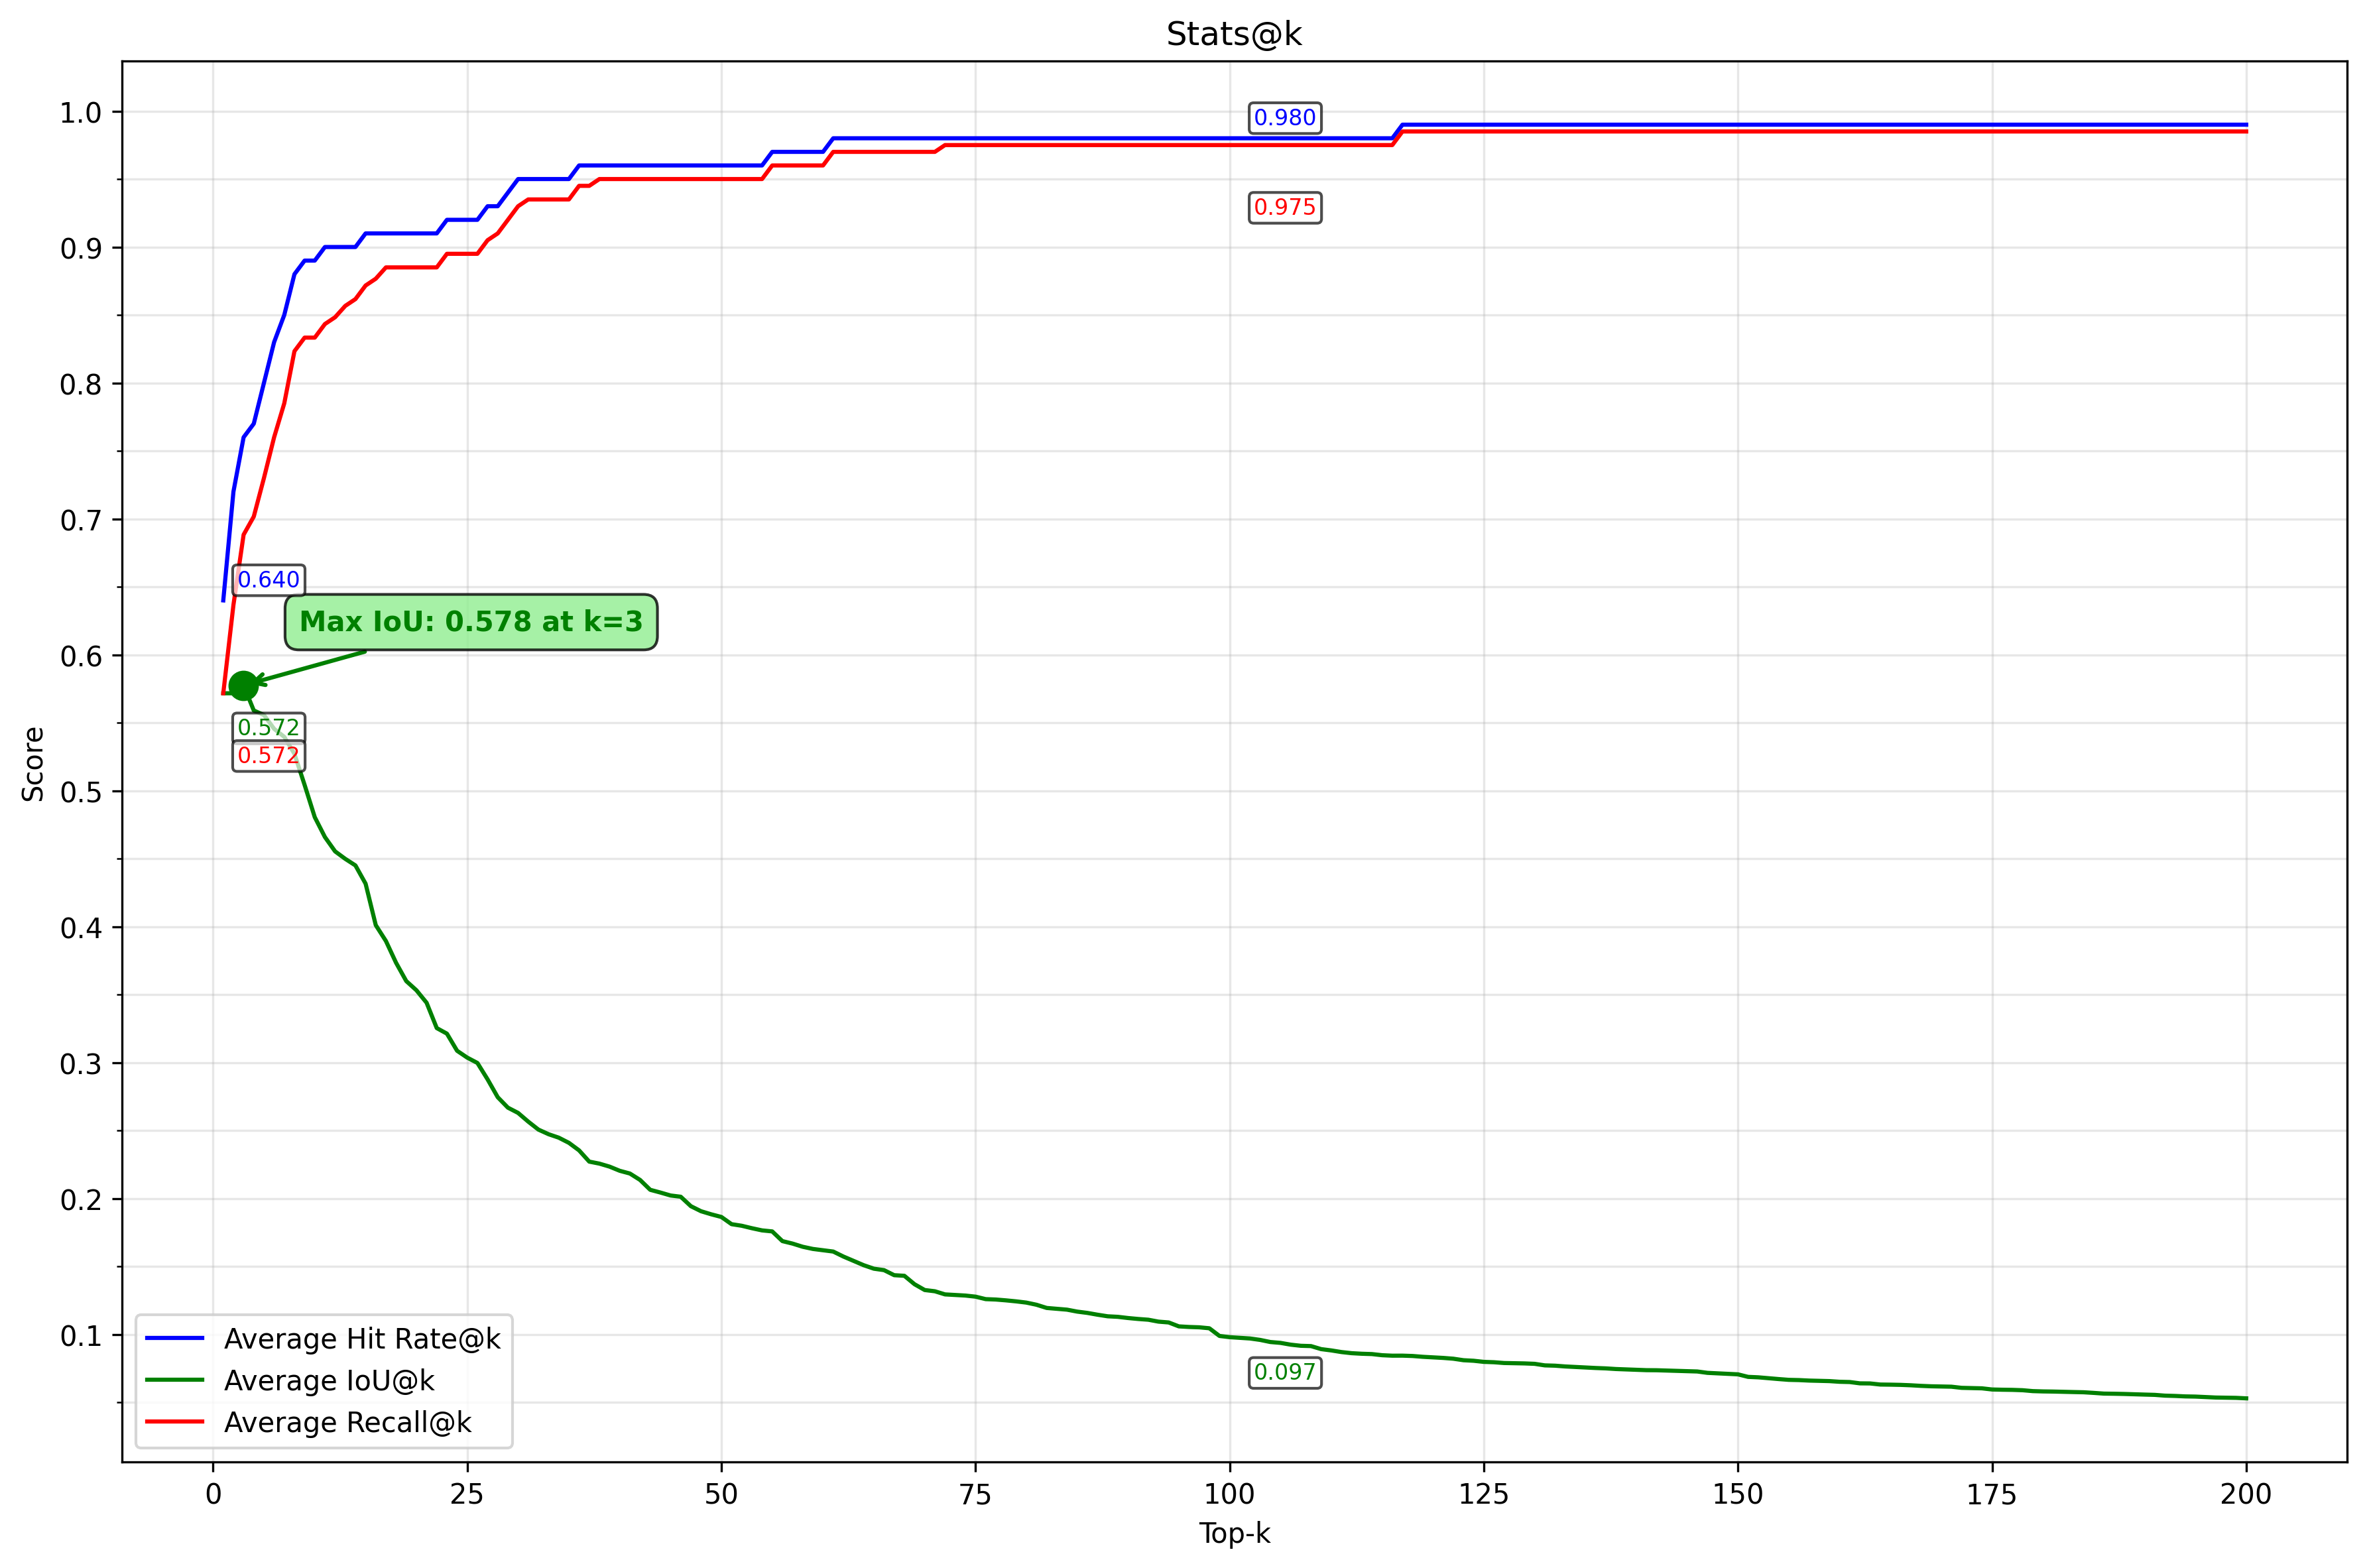 Stats@k
1.0
0.9
0.8
0.7
0.6
0.5
0.4
0.3
0.2
0.1
Score
0.980
0.975
0.640
Max IoU: 0.578 at k=3
0.572
0.572
0.097
Average Hit Rate@k
Average IoU@k
Average Recall@k
0 25 50 75 100 125 150 175 200
Top-k